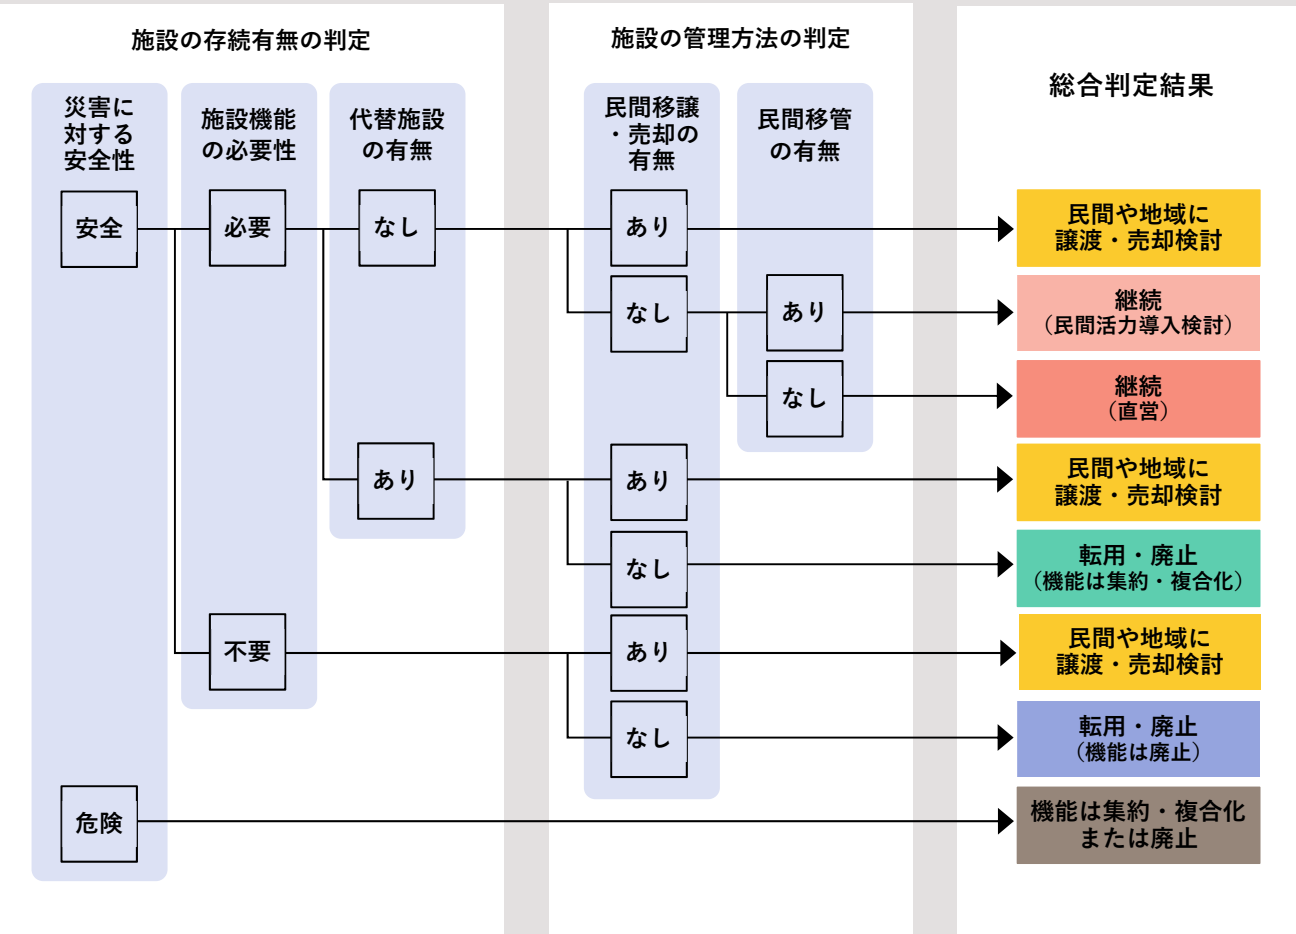 施設の存続有無の判定
施設の管理方法の判定
総合判定結果
災害に
対する
安全性
施設機能
の必要性
代替施設
の有無
民間移譲
・売却の
有無
民間移管
の有無
安全
必要
なし
あり
民間や地域に
譲渡・売却検討
なし
あり
継続
（民間活力導入検討）
なし
継続
（直営）
あり
あり
民間や地域に
譲渡・売却検討
なし
転用・廃止
（機能は集約・複合化）
不要
あり
民間や地域に
譲渡・売却検討
なし
転用・廃止
（機能は廃止）
危険
機能は集約・複合化
または廃止